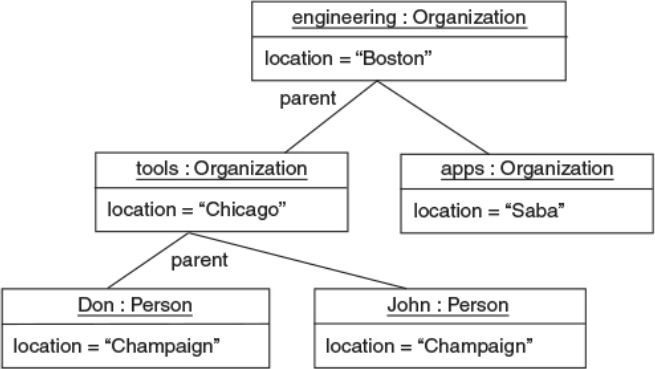 engineering : Organization
location = “Boston”
parent
tools : Organization
apps : Organization
location = “Chicago”
location = “Saba”
parent
Don : Person
John : Person
location = “Champaign”
location = “Champaign”